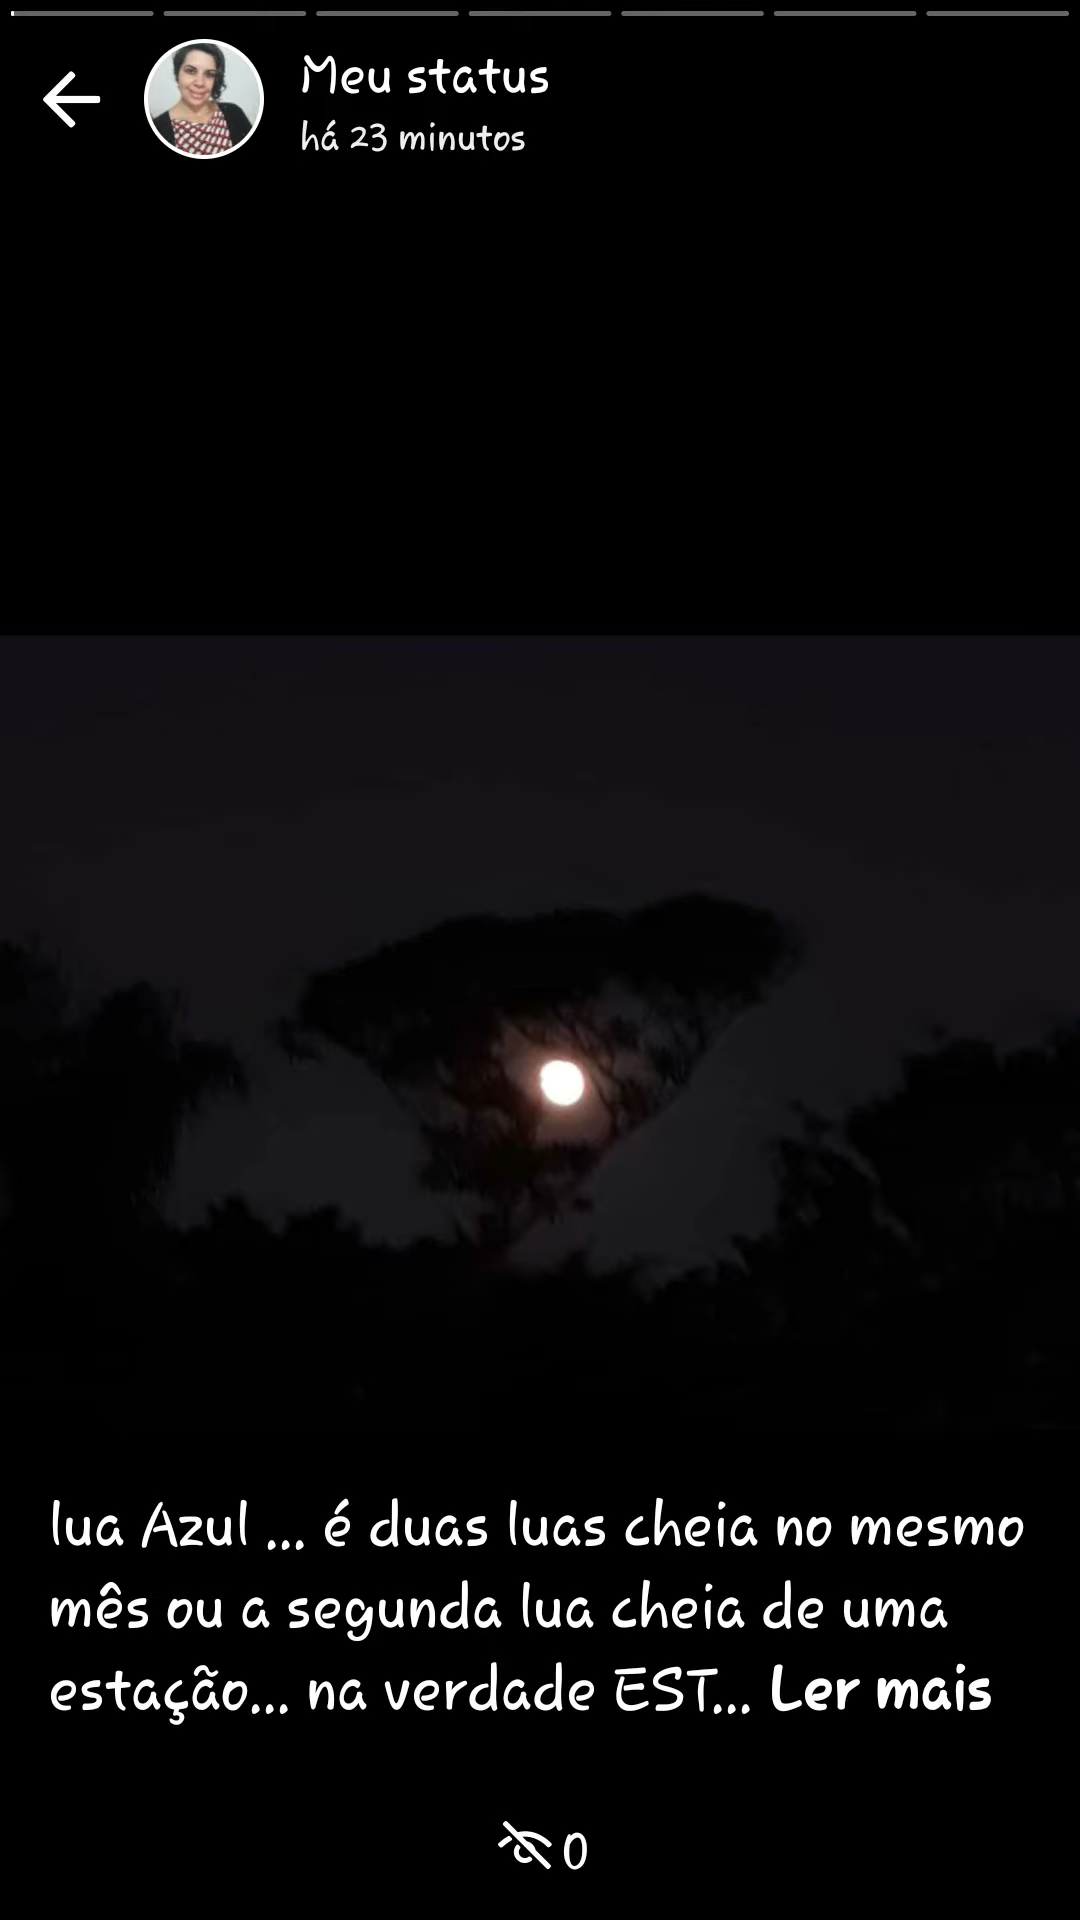 Meu status
há 23 minutos
lua Azul ... é duas luas cheia no mesmo
mês ou a segunda lua cheia de uma
estação... na verdade EST... Ler mais
0